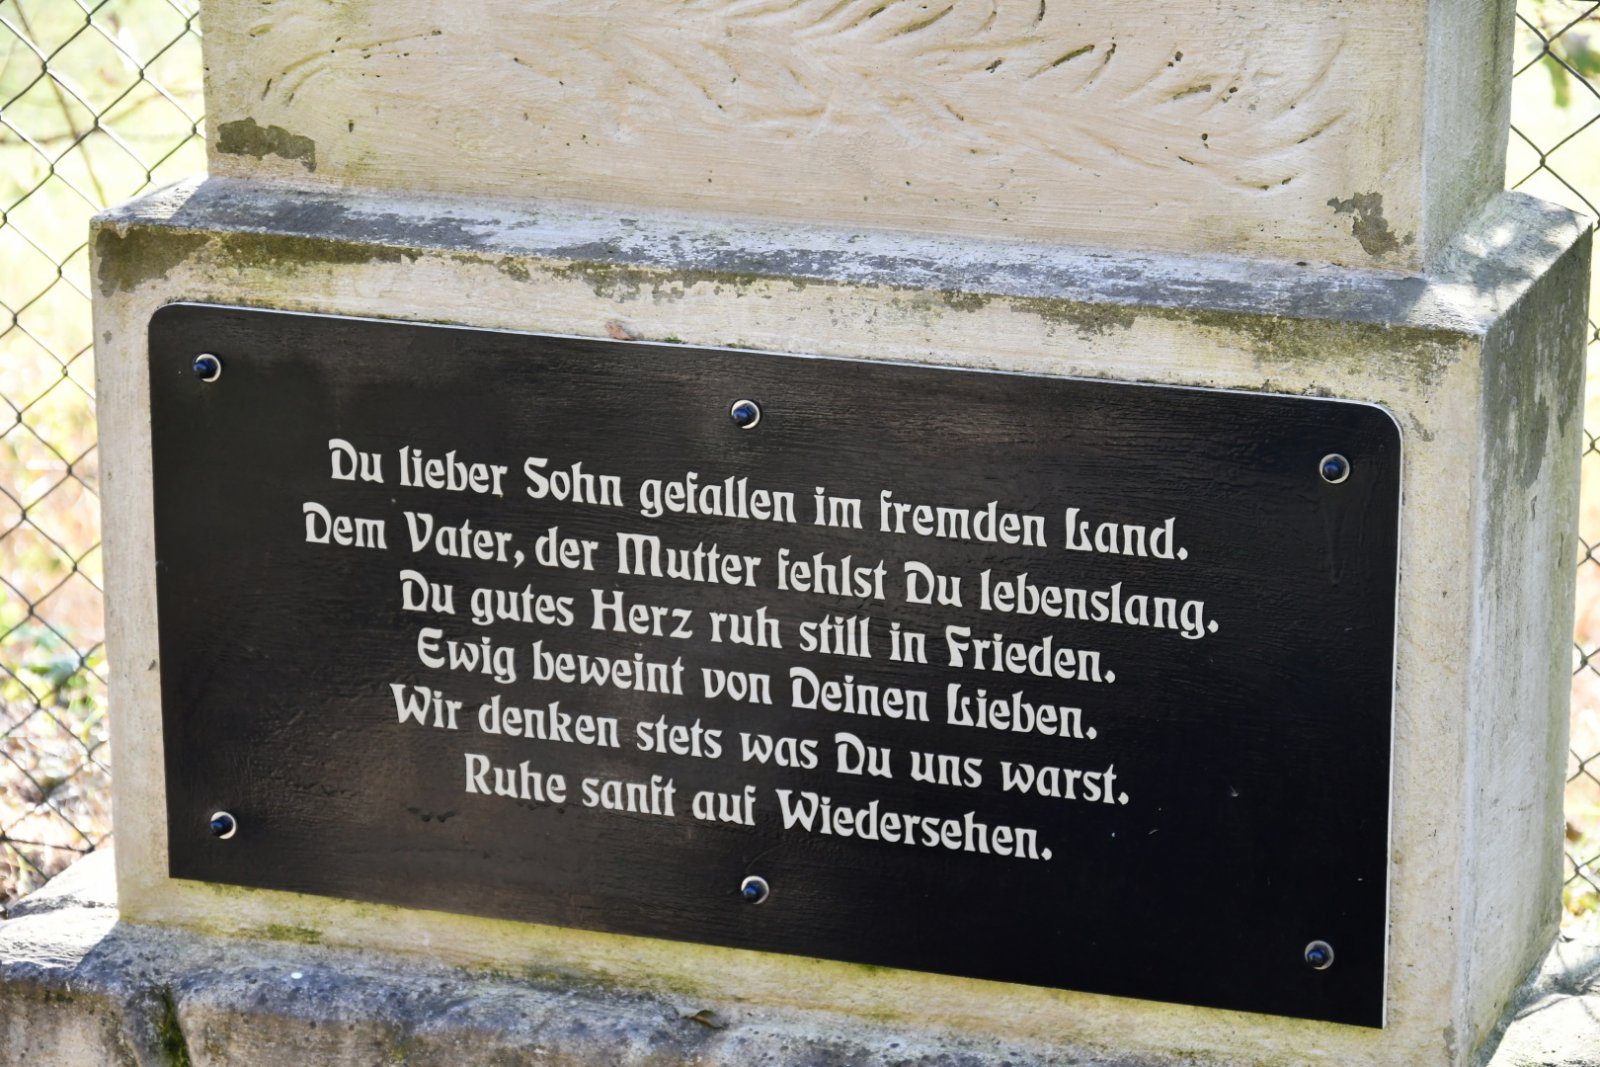 Du lieber Sohn gefallen im fremden Land.
Dem Vater, der Mutter fehlst Du lebenslang.
Du gutes Herz ruh still in Frieden.
Ewig beweint von Deinen Lieben.
Wir denken stets was Du uns warst.
Ruhe sanft auf Wiedersehen.